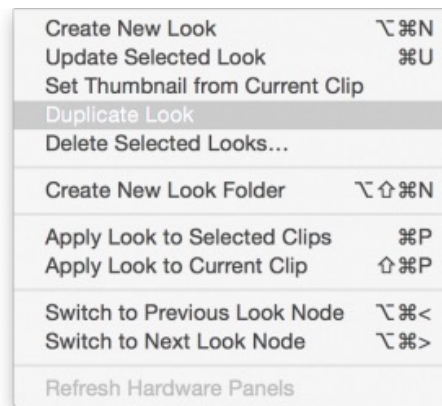 Create New Look ⌥⌘N
Update Selected Look ⌘U
Set Thumbnail from Current Clip
Duplicate Look
Delete Selected Looks...
Create New Look Folder ⌥⇧⌘N
Apply Look to Selected Clips ⌘P
Apply Look to Current Clip ⇧⌘P
Switch to Previous Look Node ⌥⌘<
Switch to Next Look Node ⌥⌘>
Refresh Hardware Panels